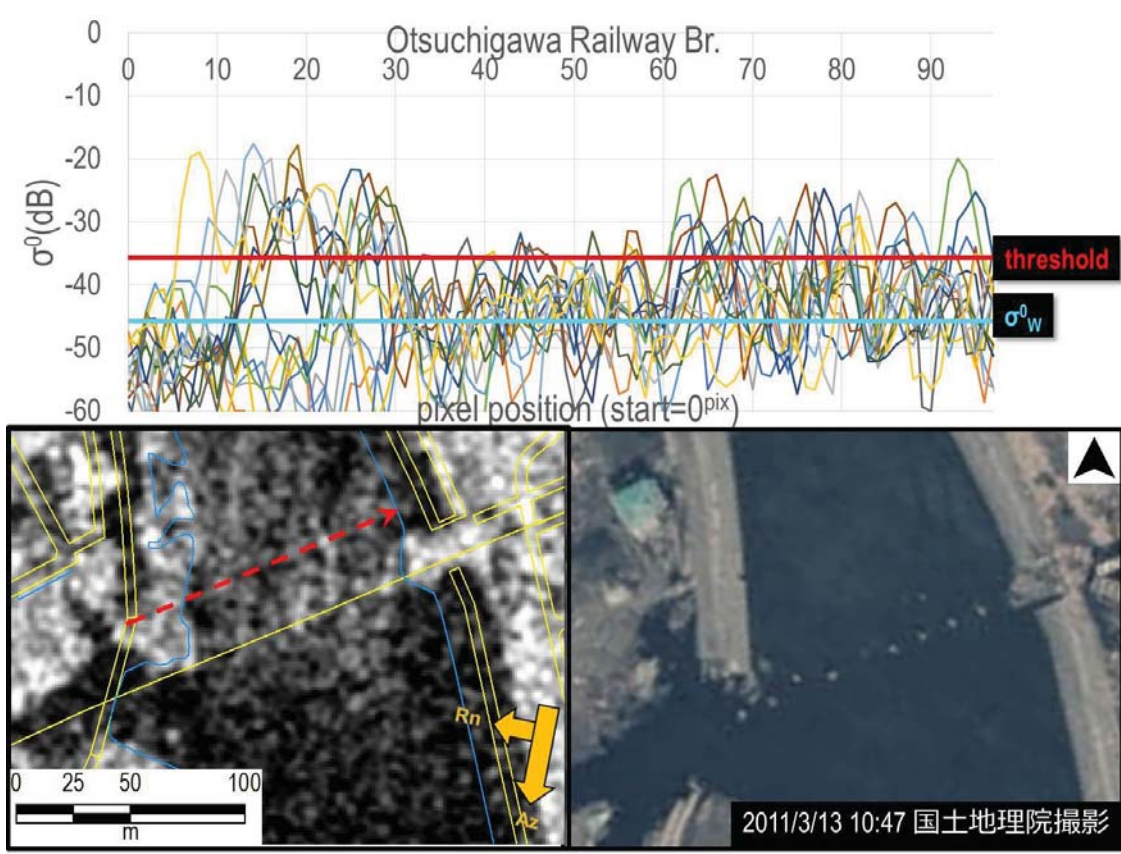 Otsuchigawa Railway Br.
0
-10
-20
-30
-40
-50
-60
0 10 20 30 40 50 60 70 80 90
σ⁰(dB)
threshold
σ⁰W
pixel position (start=0pix)
Rn
Az
0 25 50 100
m
2011/3/13 10:47 国土地理院撮影